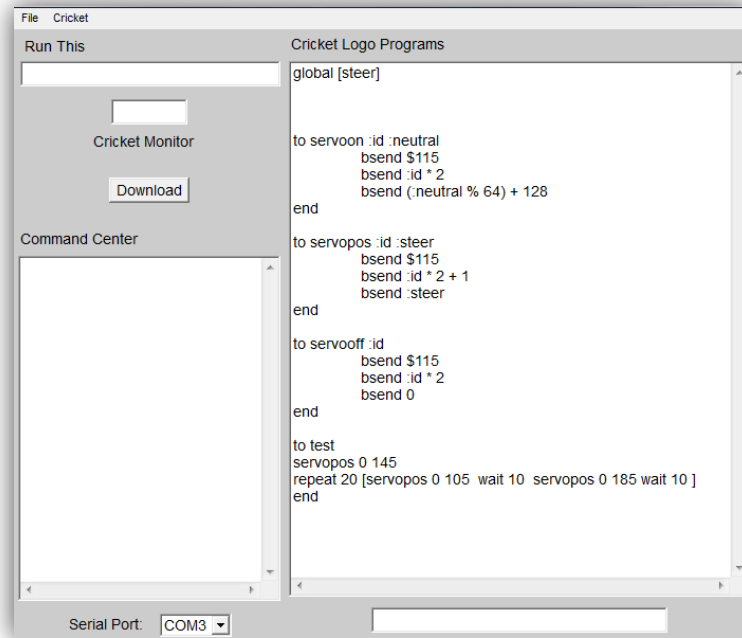 File Cricket
Run This
Cricket Monitor
Download
Command Center
Serial Port: COM3
Cricket Logo Programs
global [steer]
to servoon :id :neutral
bsend $115
bsend :id * 2
bsend (:neutral % 64) + 128
end
to servopos :id :steer
bsend $115
bsend :id * 2 + 1
bsend :steer
end
to servooff :id
bsend $115
bsend :id * 2
bsend 0
end
to test
servopos 0 145
repeat 20 [servopos 0 105  wait 10  servopos 0 185 wait 10 ]
end